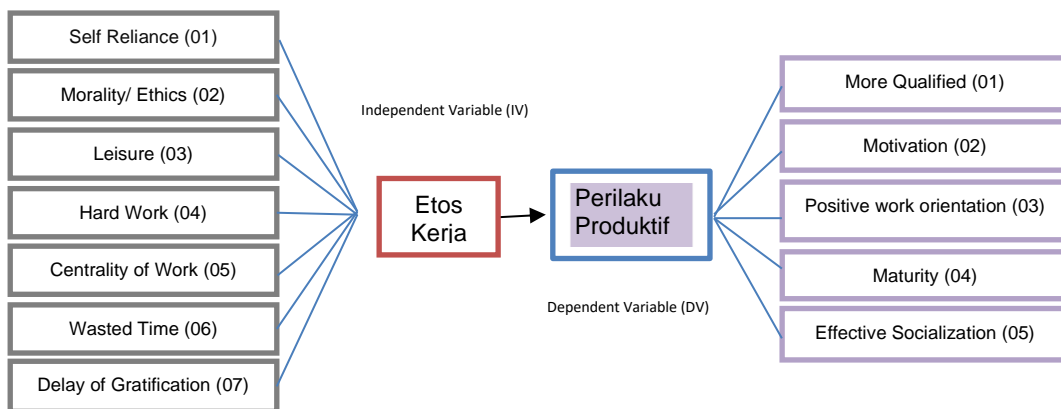 Self Reliance (01)
Morality/ Ethics (02)
Leisure (03)
Hard Work (04)
Centrality of Work (05)
Wasted Time (06)
Delay of Gratification (07)
Independent Variable (IV)
Etos
Kerja
Perilaku
Produktif
Dependent Variable (DV)
More Qualified (01)
Motivation (02)
Positive work orientation (03)
Maturity (04)
Effective Socialization (05)